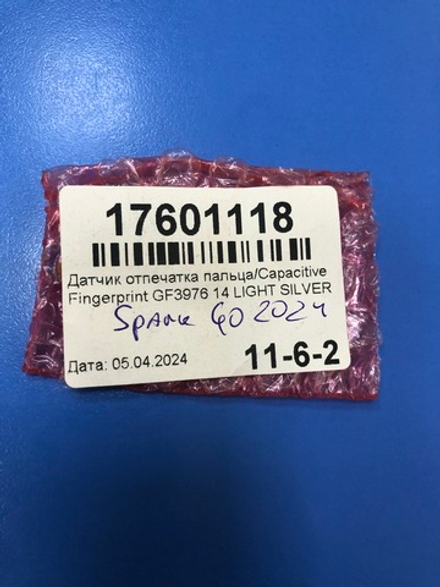 17601118
Датчик отпечатка пальца/Capacitive
Fingerprint GF3976 14 LIGHT SILVER
Spark GO 2024
Дата: 05.04.2024
11-6-2